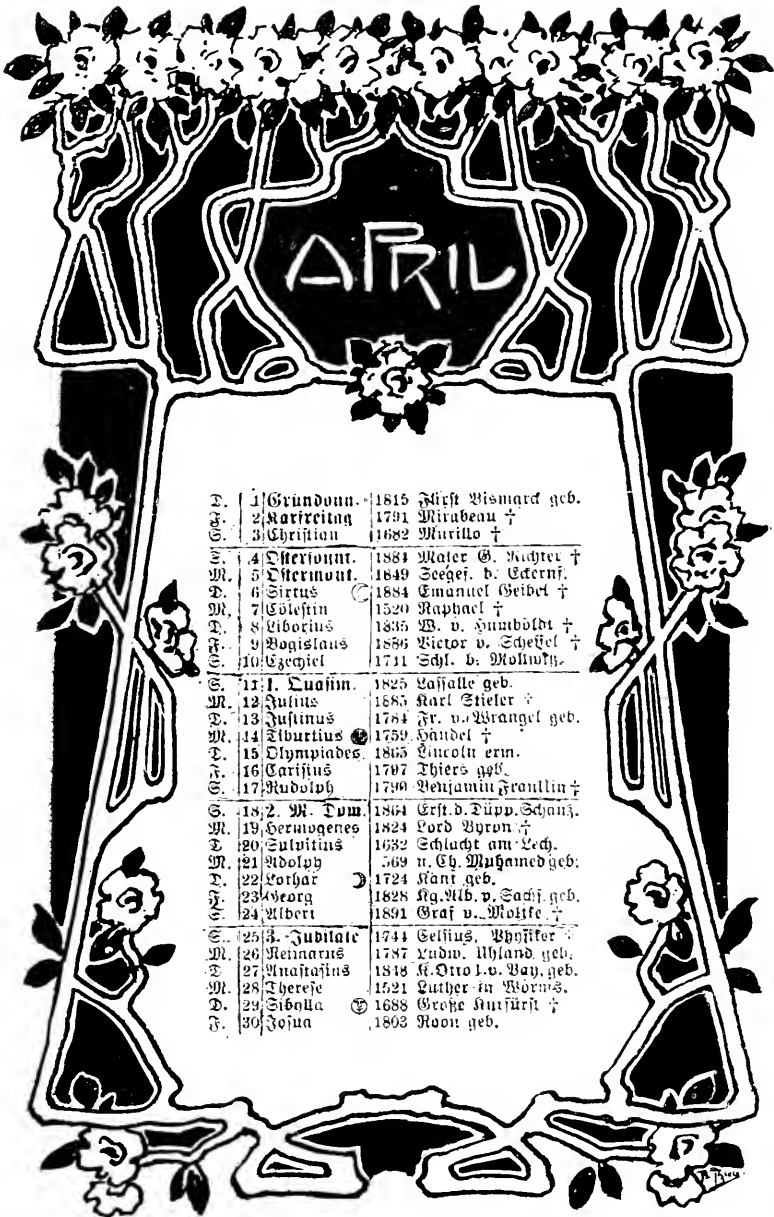 APRIL
D. 1 Gründonn. 1815 Fürst Bismarck geb.
F. 2 Karfreitag 1791 Mirabeau †
S. 3 Christian 1682 Murillo †
S. 4 Ostersonnt. 1884 Maler G. Richter †
M. 5 Ostermont. 1849 Seegef. b. Eckernf.
D. 6 Sixtus 1884 Emanuel Geibel †
M. 7 Cölestin 1520 Raphael †
D. 8 Liborius 1835 W. v. Humboldt †
F. 9 Bogislaus 1886 Victor v. Scheffel †
S. 10 Ezechiel 1741 Schl. b. Mollwitz.
S. 11 1. Quasim. 1825 Lassalle geb.
M. 12 Julius 1885 Karl Stieler †
D. 13 Justinus 1784 Fr. v. Wrangel geb.
M. 14 Tiburtius 1759 Händel †
D. 15 Olympiades 1865 Lincoln erm.
F. 16 Carisius 1797 Thiers geb.
S. 17 Rudolph 1790 Benjamin Franklin †
S. 18 2. M. Dom. 1864 Erst. d. Düpp. Schanz.
M. 19 Hermogenes 1824 Lord Byron †
D 20 Sulpitius 1632 Schlacht am Lech.
M. 21 Adolph 569 n. Ch. Muhamed geb.
D. 22 Lothar 1724 Kant geb.
F. 23 Georg 1828 Kg. Alb. v. Sachs. geb.
S. 24 Albert 1891 Graf v. Moltke †
S. 25 3. Jubilate 1744 Celsius, Physiker †
M. 26 Reimarus 1787 Ludw. Uhland geb.
D 27 Anastasius 1848 K. Otto I. v. Bay. geb.
M. 28 Therese 1521 Luther in Worms.
D. 29 Sibylla 1688 Große Kurfürst †
F. 30 Josua 1803 Roon geb.